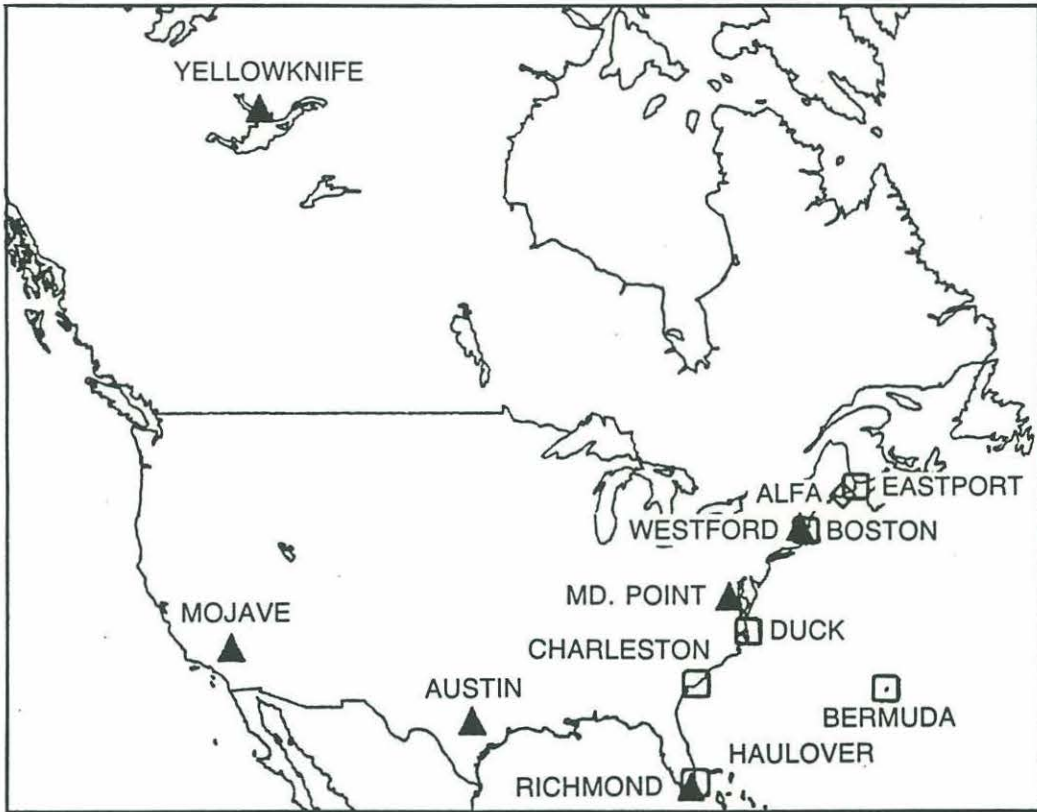 YELLOWKNIFE
ALFA
EASTPORT
WESTFORD
BOSTON
MD. POINT
MOJAVE
DUCK
CHARLESTON
AUSTIN
BERMUDA
HAULOVER
RICHMOND